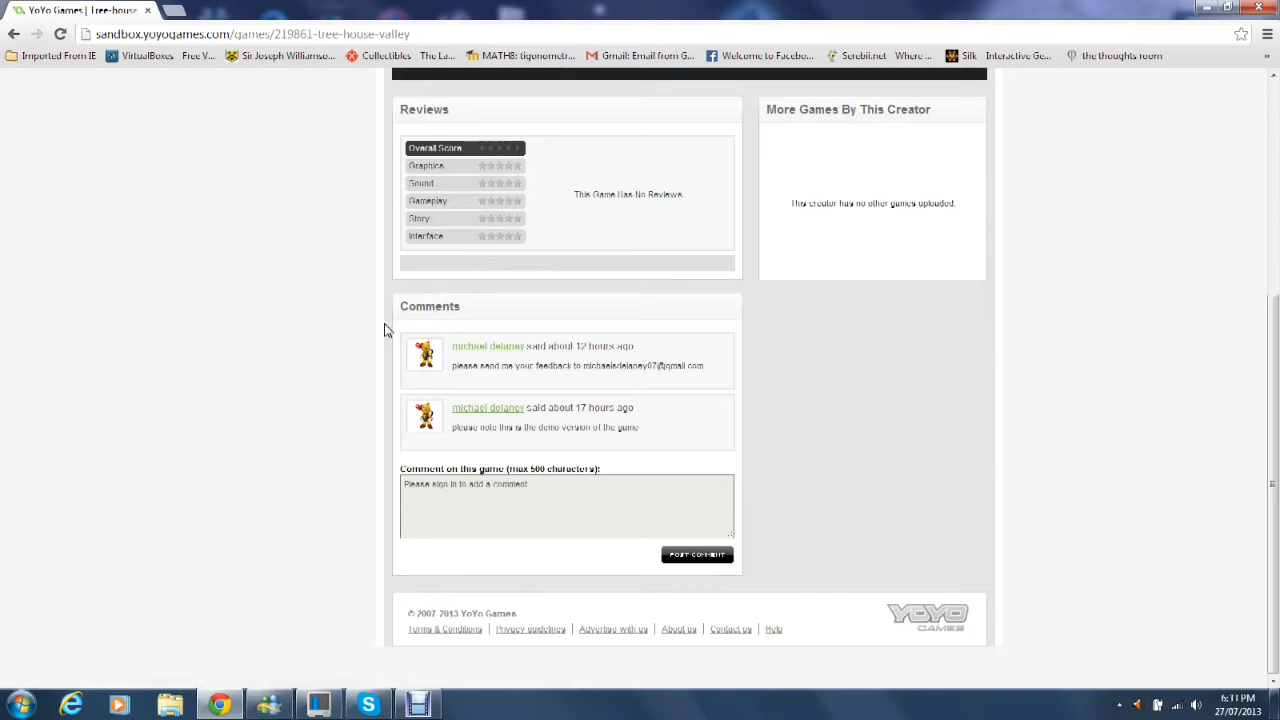 YoYo Games | Tree-house
sandbox.yoyogames.com/games/219861-tree-house-valley
Imported From IE VirtualBoxes Free V... Sir Joseph Williamso... Collectibles The La... MATH8: tigonometr... Gmail: Email from G... Welcome to Facebo... Serebii.net Where ... Silk Interactive Ge... the thoughts room »
Reviews
More Games By This Creator
Overall Score
Graphics
Sound
This Game Has No Reviews
Gameplay
This creator has no other games uploaded.
Story
Interface
Comments
michael delaney said about 12 hours ago
please send me your feedback to michaelsdelaney07@gmail.com
michael delaney said about 17 hours ago
please note this is the demo version of the game
Comment on this game (max 500 characters):
Please sign in to add a comment
POST COMMENT
© 2007 2013 YoYo Games
Terms & Conditions | Privacy guidelines | Advertise with us | About us | Contact us | Help
YOYO GAMES
6:11 PM
27/07/2013